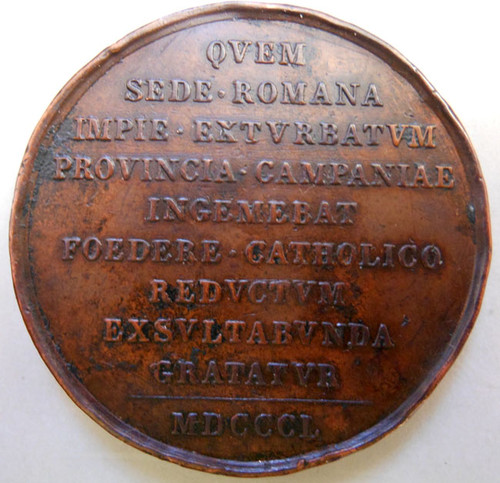 QVEM
SEDE·ROMANA
IMPIE·EXTVRBATVM
PROVINCIA·CAMPANIAE
INGEMEBAT
FOEDERE·CATHOLICO
REDVCTVM
EXSVLTABVNDA
GRATATVR
MDCCCL